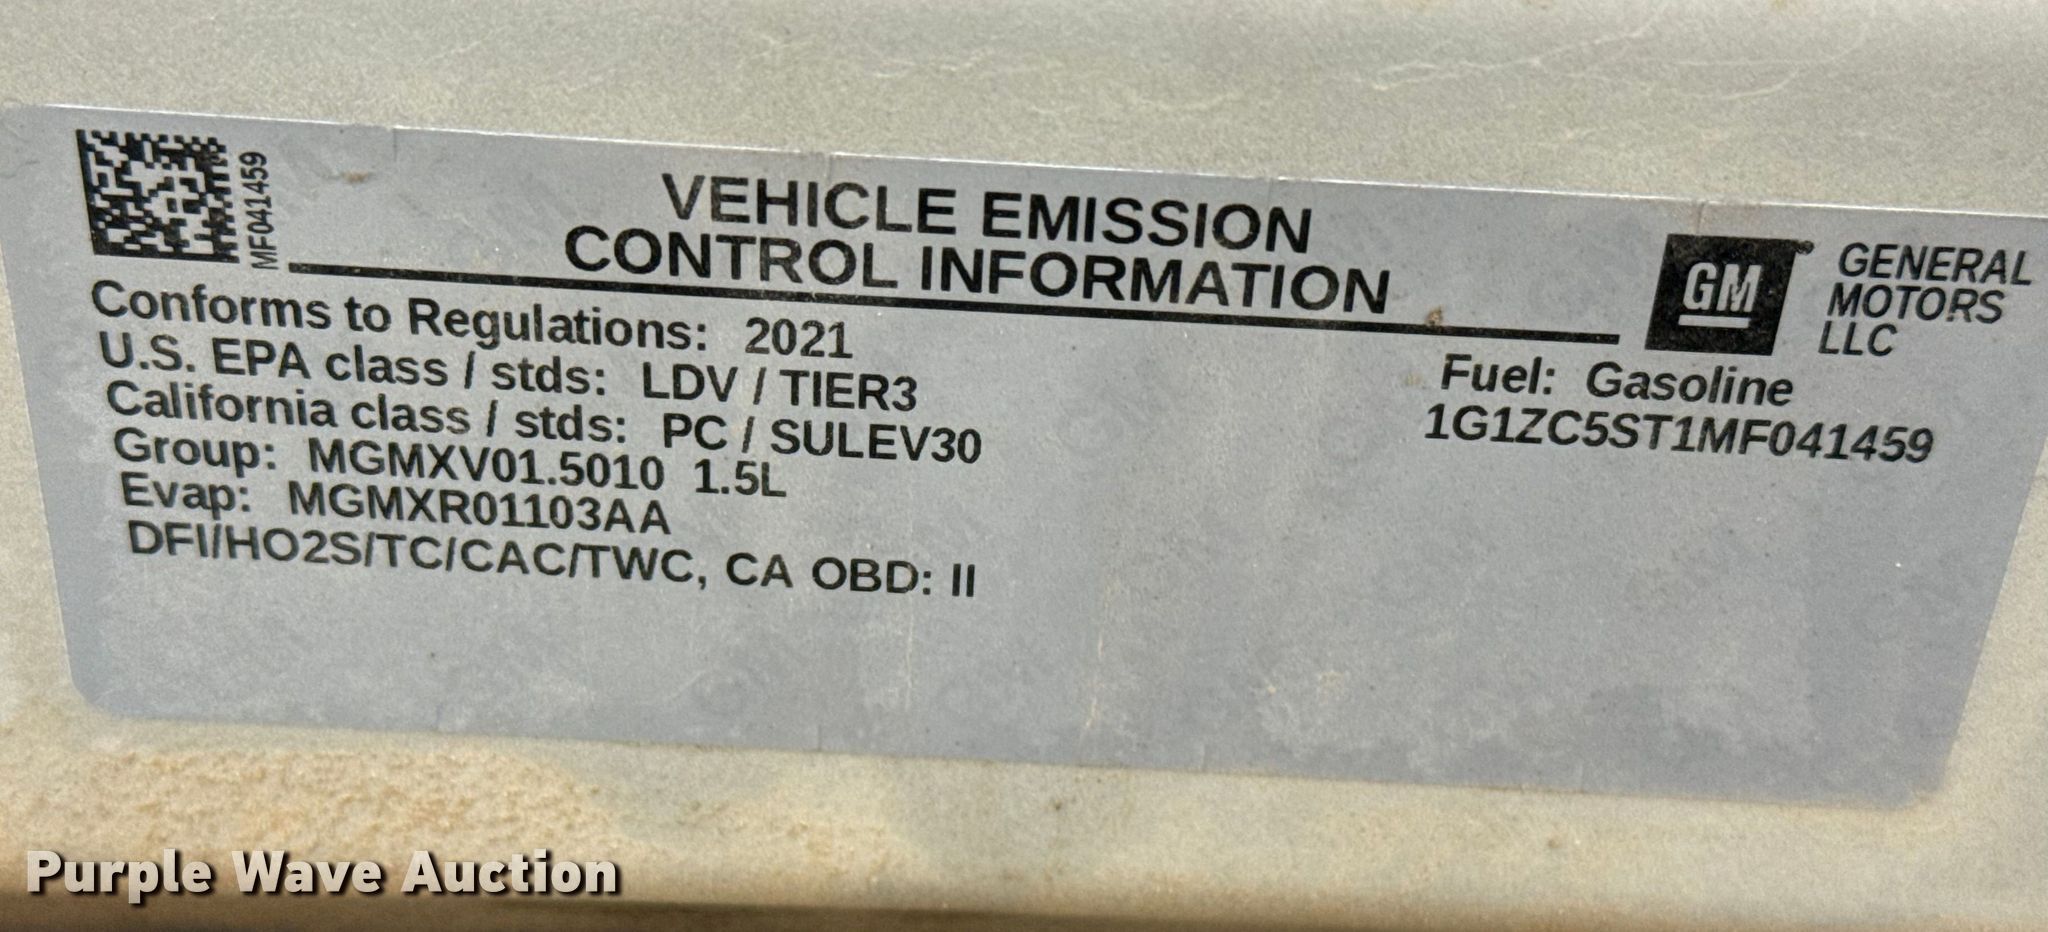 MF041459
VEHICLE EMISSION
CONTROL INFORMATION
GM
GENERAL
MOTORS
LLC
Conforms to Regulations: 2021
U.S. EPA class / stds: LDV / TIER3
California class / stds: PC / SULEV30
Group: MGMXV01.5010 1.5L
Evap: MGMXR01103AA
DFI/HO2S/TC/CAC/TWC, CA OBD: II
Fuel: Gasoline
1G1ZC5ST1MF041459
Purple Wave Auction